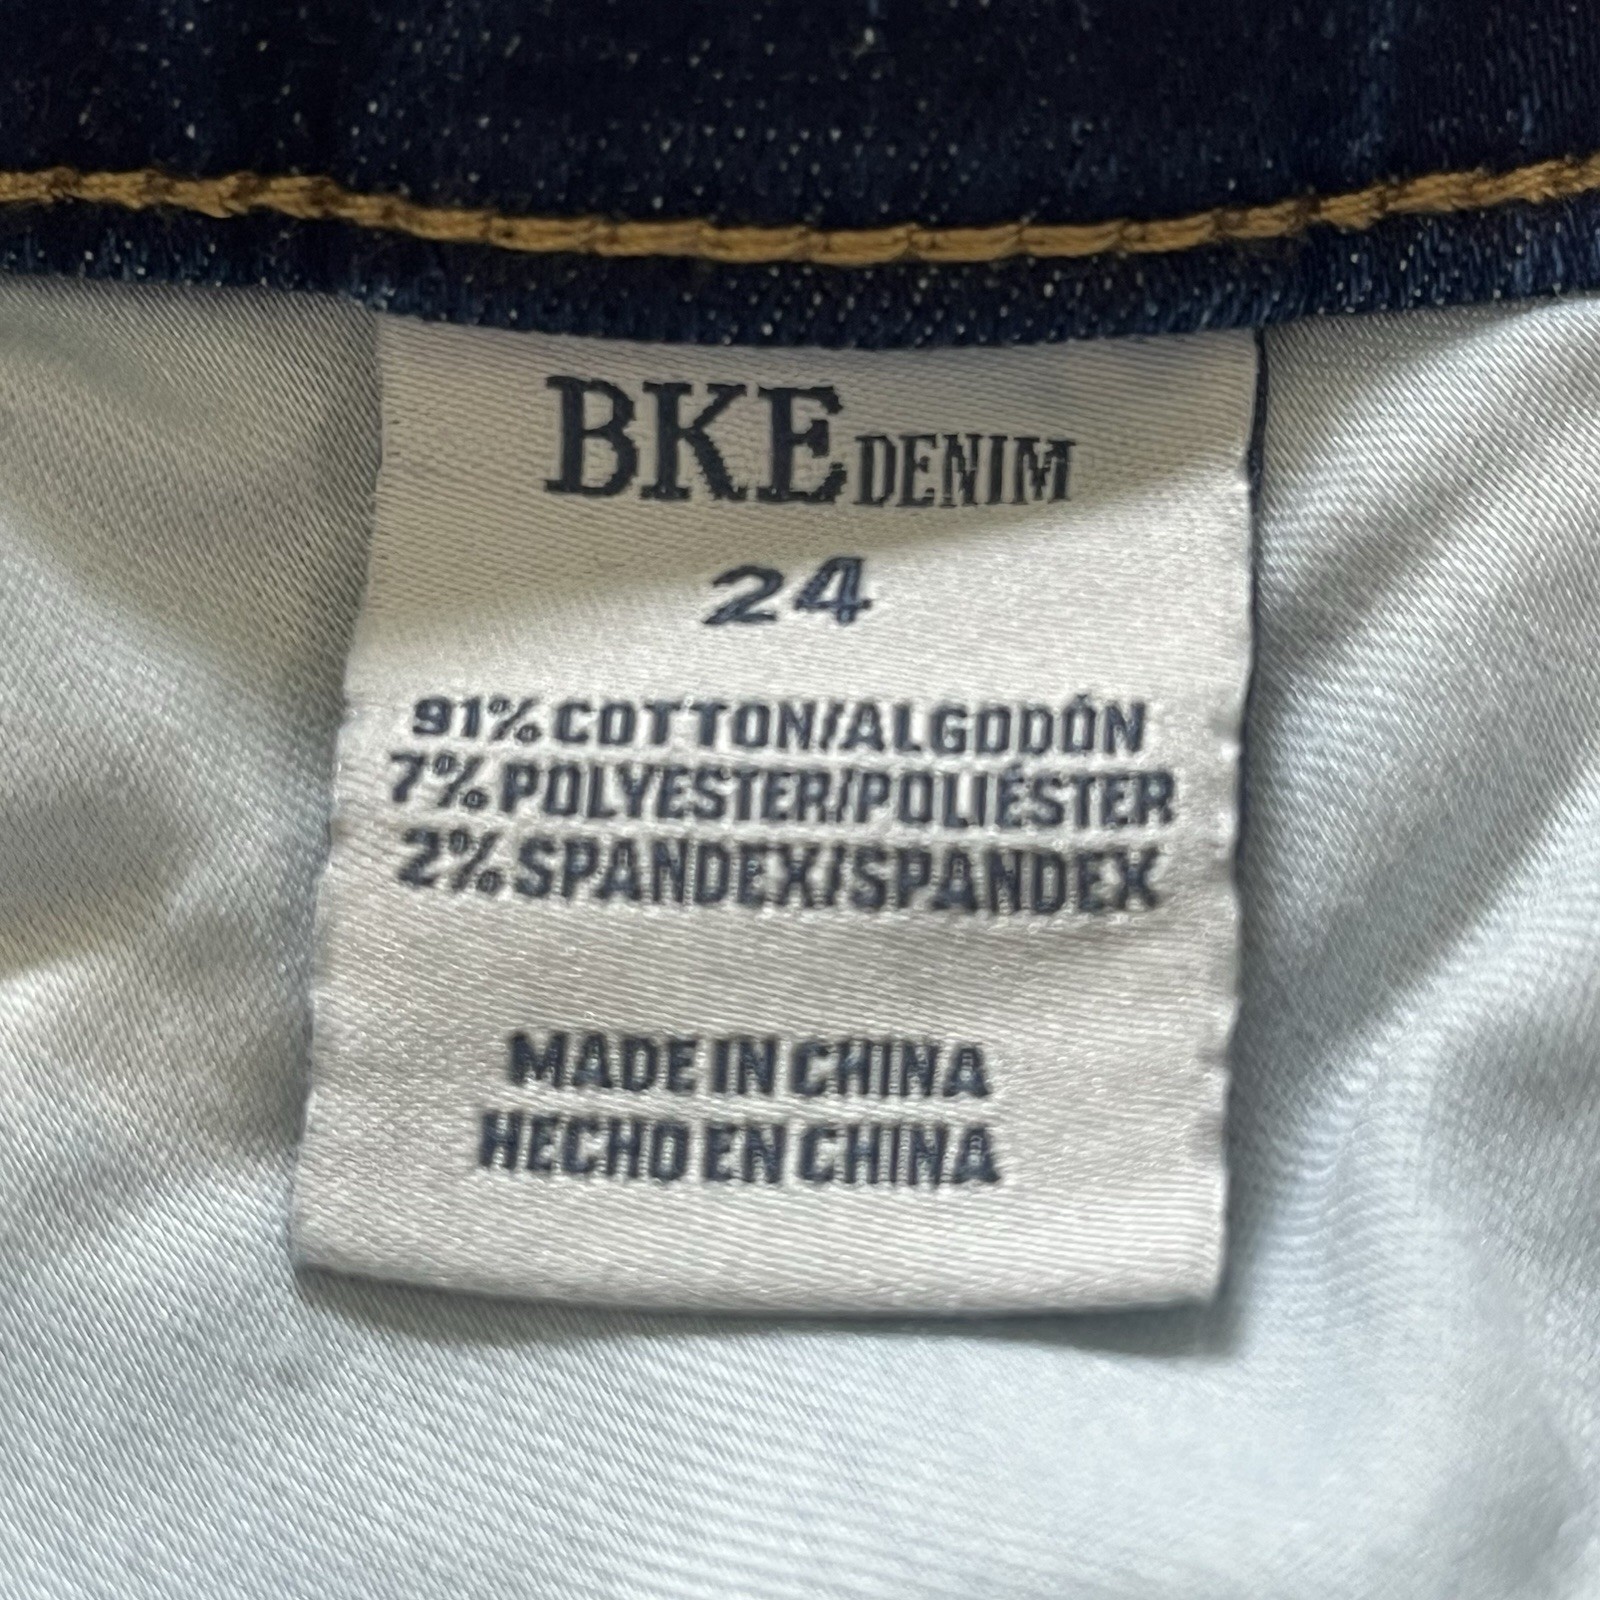 BKE DENIM
24
91% COTTON/ALGODÓN
7% POLYESTER/POLIÉSTER
2% SPANDEX/SPANDEX
MADE IN CHINA
HECHO EN CHINA